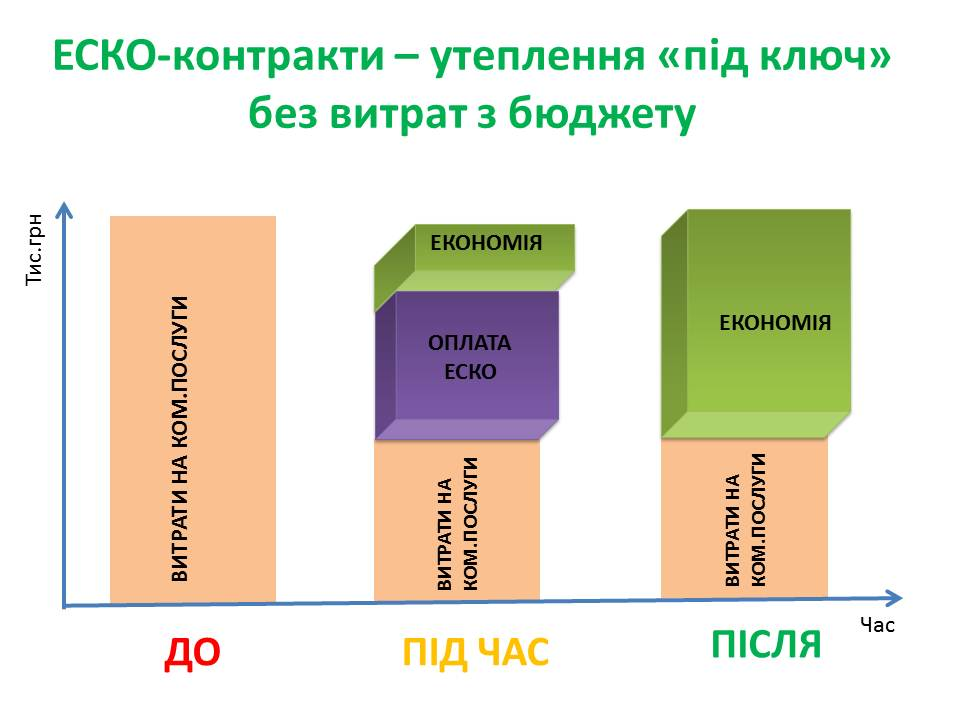 ЕСКО-контракти – утеплення «під ключ»
без витрат з бюджету
Тис.грн
ВИТРАТИ НА КОМ.ПОСЛУГИ
ЕКОНОМІЯ
ОПЛАТА
ЕСКО
ВИТРАТИ НА
КОМ.ПОСЛУГИ
ЕКОНОМІЯ
ВИТРАТИ НА
КОМ.ПОСЛУГИ
Час
ДО
ПІД ЧАС
ПІСЛЯ